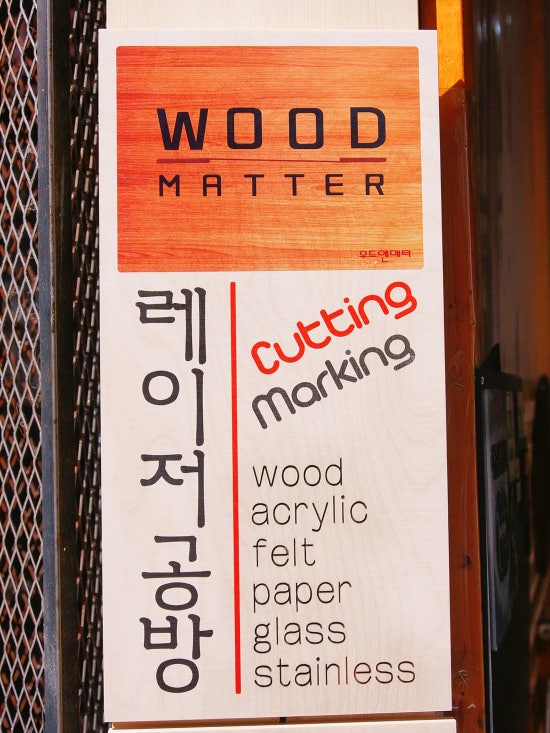 WOOD
MATTER
우드앤매터
레이저공방
Cutting
Marking
wood
acrylic
felt
paper
glass
stainless